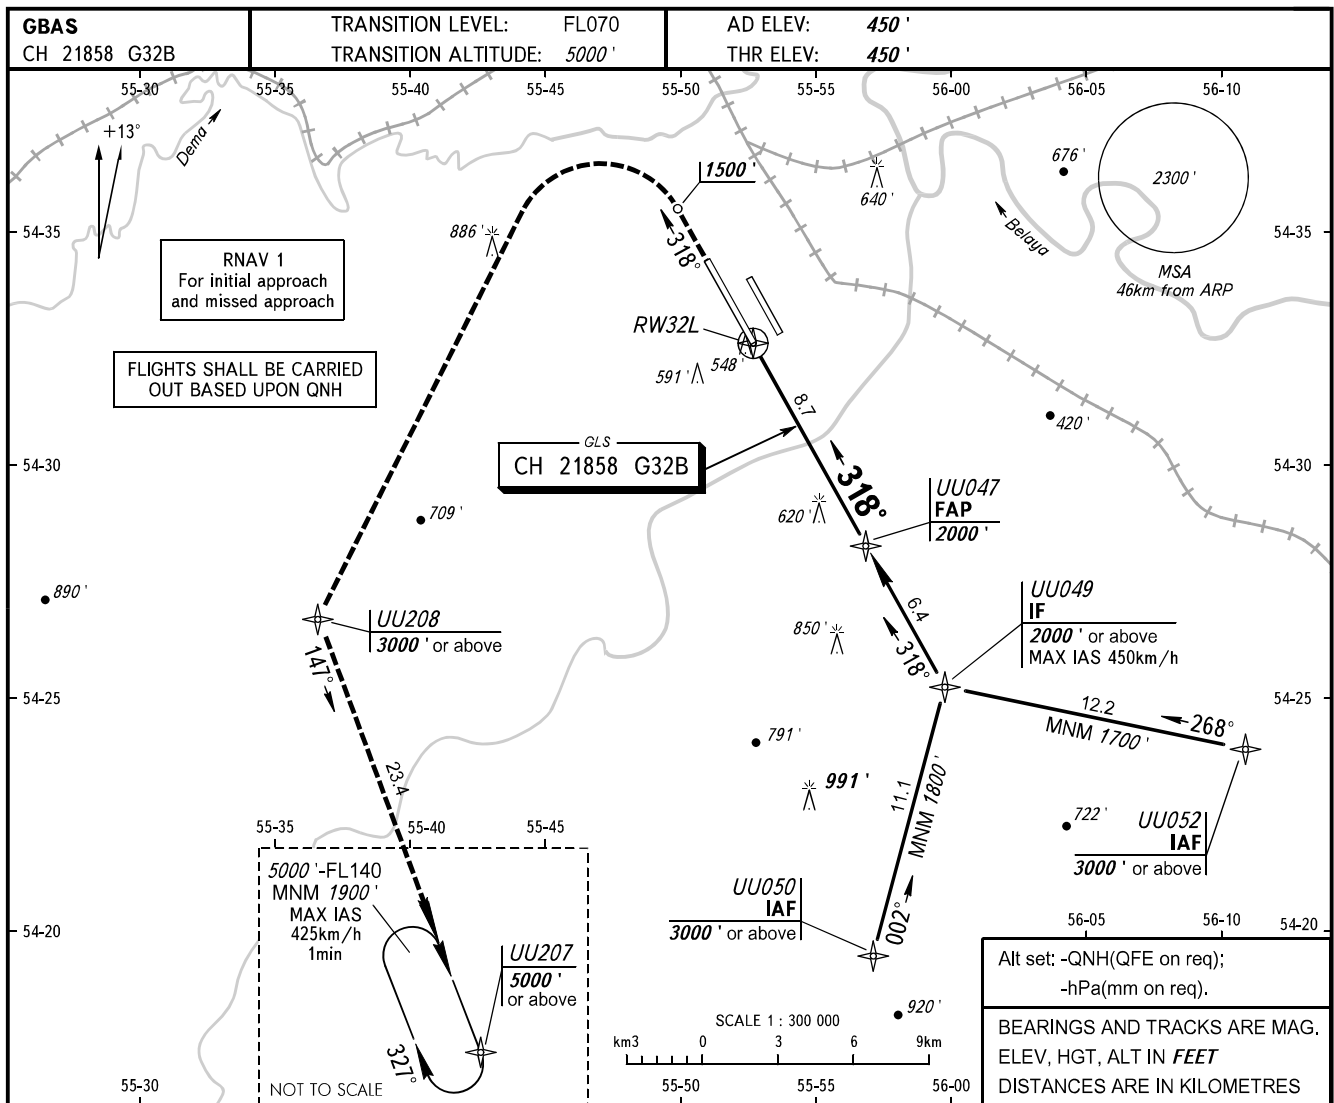 GBAS
CH 21858 G32B
TRANSITION LEVEL: FL070
TRANSITION ALTITUDE: 5000 '
AD ELEV: 450 '
THR ELEV: 450 '
55-30
55-35
55-40
55-45
55-50
55-55
56-00
56-05
56-10
+13°
Dema
1500 '
640 '
676 '
2300 '
Belaya
MSA
46km from ARP
54-35
54-35
886 '
318°
RNAV 1
For initial approach
and missed approach
RW32L
548 '
591 '
FLIGHTS SHALL BE CARRIED
OUT BASED UPON QNH
8.7
420 '
GLS
CH 21858 G32B
54-30
54-30
318°
UU047
FAP
2000 '
620 '
709 '
890 '
6.4
UU049
IF
2000 ' or above
MAX IAS 450km/h
UU208
3000 ' or above
850 '
318°
147°
54-25
54-25
12.2
MNM 1700 '
268°
791 '
991 '
11.1
MNM 1800 '
23.4
722 '
UU052
IAF
3000 ' or above
55-35
55-40
55-45
5000 '-FL140
MNM 1900 '
MAX IAS
425km/h
1min
UU050
IAF
3000 ' or above
002°
56-05
56-10
54-20
54-20
UU207
5000 '
or above
327°
NOT TO SCALE
920 '
SCALE 1 : 300 000
km3 0 3 6 9km
Alt set: -QNH(QFE on req);
-hPa(mm on req).
BEARINGS AND TRACKS ARE MAG.
ELEV, HGT, ALT IN FEET
DISTANCES ARE IN KILOMETRES
55-30
55-50
55-55
56-00